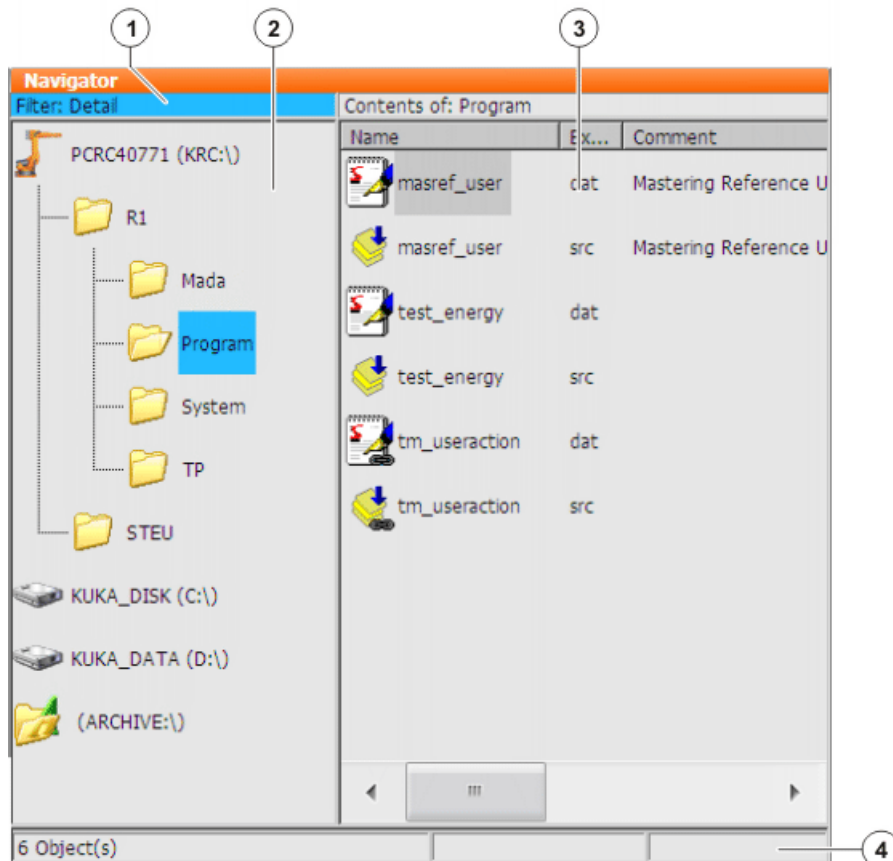 1
2
3
Navigator
Filter: Detail
Contents of: Program
Name Ex... Comment
PCRC40771 (KRC:\)
R1
Mada
Program
System
TP
STEU
KUKA_DISK (C:\)
KUKA_DATA (D:\)
(ARCHIVE:\)
masref_user dat Mastering Reference U
masref_user src Mastering Reference U
test_energy dat
test_energy src
tm_useraction dat
tm_useraction src
6 Object(s)
4